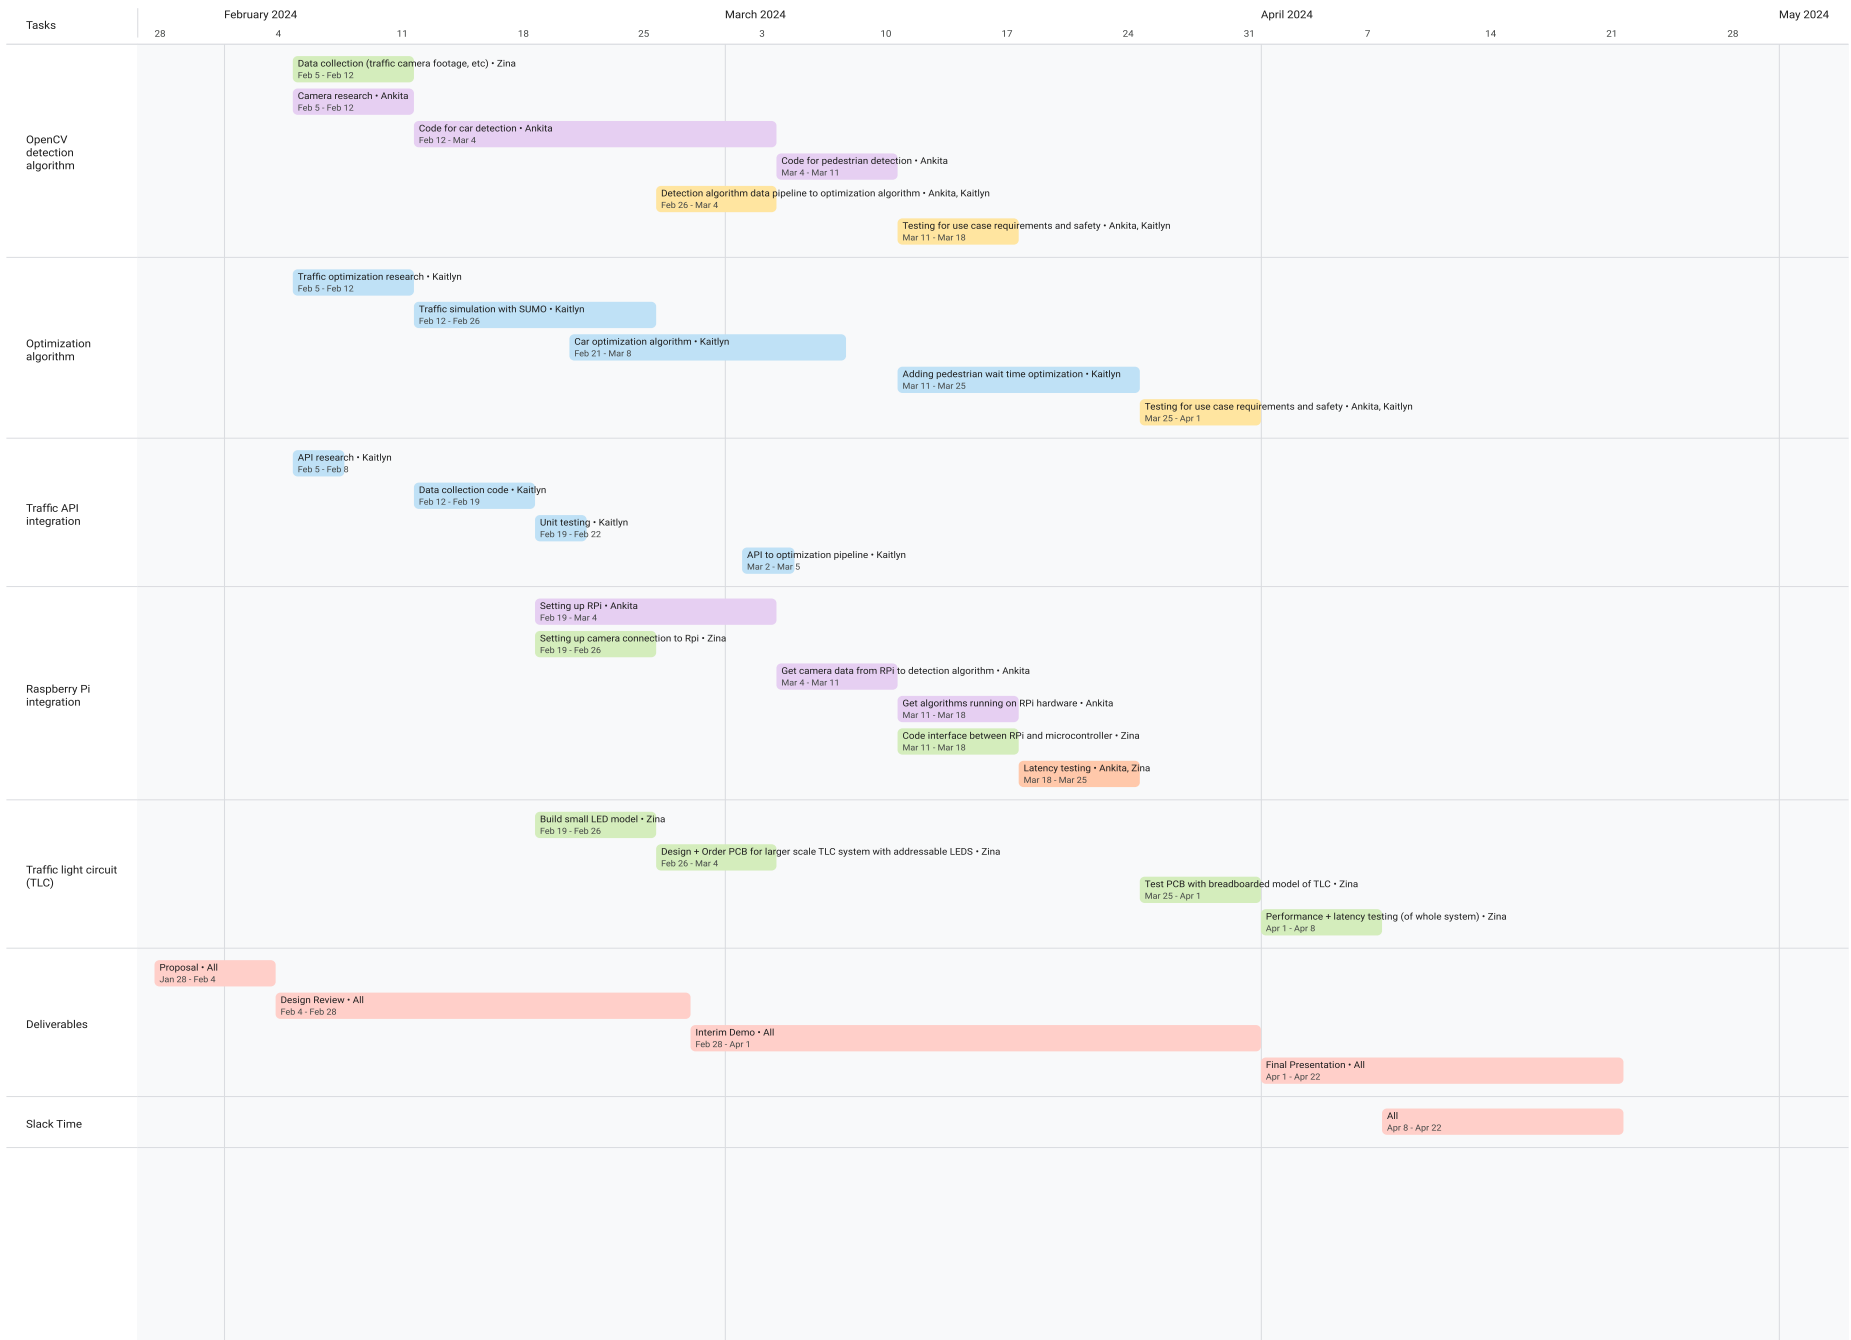 Tasks
February 2024
March 2024
April 2024
May 2024
28 4 11 18 25 3 10 17 24 31 7 14 21 28
OpenCV
detection
algorithm
Data collection (traffic camera footage, etc) • Zina
Feb 5 - Feb 12
Camera research • Ankita
Feb 5 - Feb 12
Code for car detection • Ankita
Feb 12 - Mar 4
Code for pedestrian detection • Ankita
Mar 4 - Mar 11
Detection algorithm data pipeline to optimization algorithm • Ankita, Kaitlyn
Feb 26 - Mar 4
Testing for use case requirements and safety • Ankita, Kaitlyn
Mar 11 - Mar 18
Optimization
algorithm
Traffic optimization research • Kaitlyn
Feb 5 - Feb 12
Traffic simulation with SUMO • Kaitlyn
Feb 12 - Feb 26
Car optimization algorithm • Kaitlyn
Feb 21 - Mar 8
Adding pedestrian wait time optimization • Kaitlyn
Mar 11 - Mar 25
Testing for use case requirements and safety • Ankita, Kaitlyn
Mar 25 - Apr 1
Traffic API
integration
API research • Kaitlyn
Feb 5 - Feb 8
Data collection code • Kaitlyn
Feb 12 - Feb 19
Unit testing • Kaitlyn
Feb 19 - Feb 22
API to optimization pipeline • Kaitlyn
Mar 2 - Mar 5
Raspberry Pi
integration
Setting up RPi • Ankita
Feb 19 - Mar 4
Setting up camera connection to Rpi • Zina
Feb 19 - Feb 26
Get camera data from RPi to detection algorithm • Ankita
Mar 4 - Mar 11
Get algorithms running on RPi hardware • Ankita
Mar 11 - Mar 18
Code interface between RPi and microcontroller • Zina
Mar 11 - Mar 18
Latency testing • Ankita, Zina
Mar 18 - Mar 25
Traffic light circuit
(TLC)
Build small LED model • Zina
Feb 19 - Feb 26
Design + Order PCB for larger scale TLC system with addressable LEDS • Zina
Feb 26 - Mar 4
Test PCB with breadboarded model of TLC • Zina
Mar 25 - Apr 1
Performance + latency testing (of whole system) • Zina
Apr 1 - Apr 8
Deliverables
Proposal • All
Jan 28 - Feb 4
Design Review • All
Feb 4 - Feb 28
Interim Demo • All
Feb 28 - Apr 1
Final Presentation • All
Apr 1 - Apr 22
Slack Time
All
Apr 8 - Apr 22